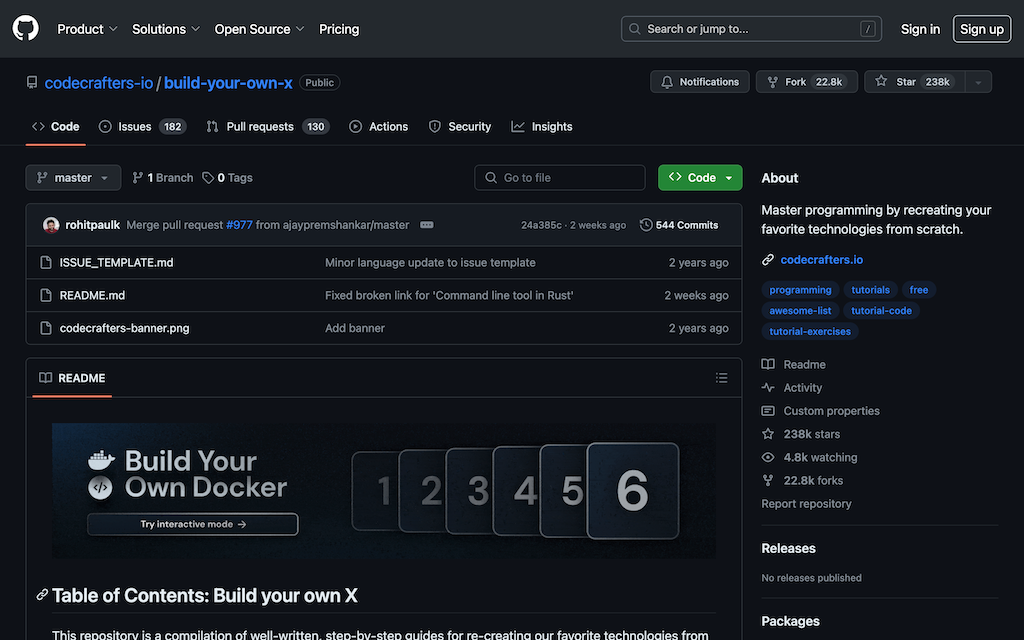 Product Solutions Open Source Pricing Search or jump to... / Sign in Sign up
codecrafters-io / build-your-own-x Public Notifications Fork 22.8k Star 238k
Code Issues 182 Pull requests 130 Actions Security Insights
master 1 Branch 0 Tags Go to file Code
rohitpaulk Merge pull request #977 from ajaypremshankar/master 24a385c · 2 weeks ago 544 Commits
ISSUE_TEMPLATE.md Minor language update to issue template 2 years ago
README.md Fixed broken link for 'Command line tool in Rust' 2 weeks ago
codecrafters-banner.png Add banner 2 years ago
README
Build Your
Own Docker
Try interactive mode →
1 2 3 4 5 6
Table of Contents: Build your own X
This repository is a compilation of well-written, step-by-step guides for re-creating our favorite technologies from
About
Master programming by recreating your
favorite technologies from scratch.
codecrafters.io
programming tutorials free
awesome-list tutorial-code
tutorial-exercises
Readme
Activity
Custom properties
238k stars
4.8k watching
22.8k forks
Report repository
Releases
No releases published
Packages